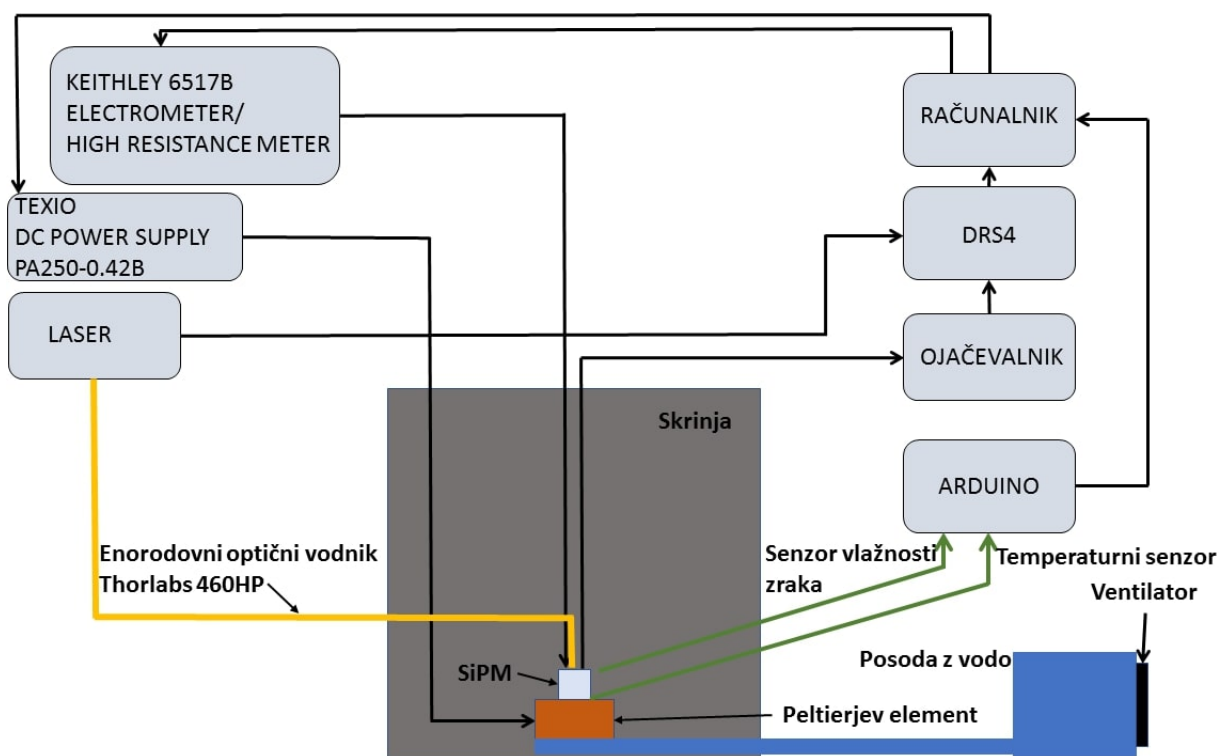 KEITHLEY 6517B
ELECTROMETER/
HIGH RESISTANCE METER
RAČUNALNIK
TEXIO
DC POWER SUPPLY
PA250-0.42B
DRS4
LASER
OJAČEVALNIK
Skrinja
ARDUINO
Enorodovni optični vodnik
Thorlabs 460HP
Senzor vlažnosti
zraka
Temperaturni senzor
Ventilator
SiPM
Posoda z vodo
Peltierjev element